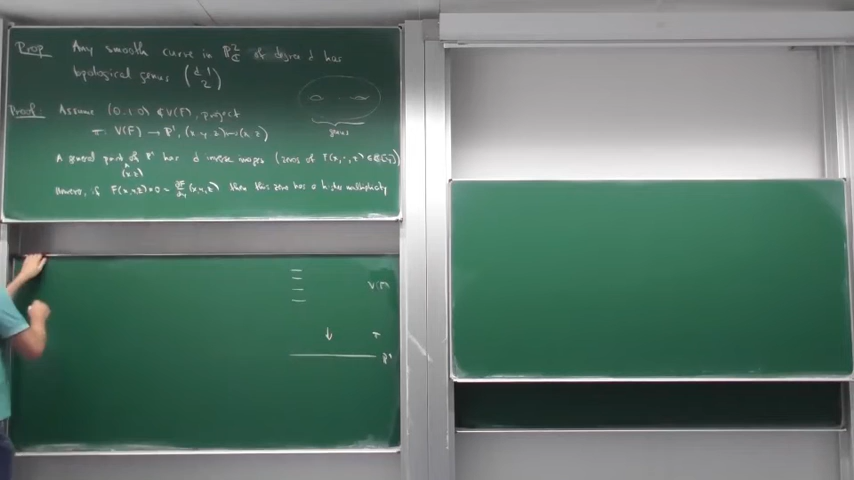 Prop Any smooth curve in P²_C of degree d has
topological genus (d-1 2)
Proof: Assume (0:1:0) ∉ V(F), project
π: V(F) → P¹, (x:y:z) ↦ (x:z)
genus
A general point of P¹ has d inverse images (zeros of F(x,·,z) ∈ C[y])
(x:z)
However, if F(x,y,z)=0=∂F/∂y (x,y,z) then this zero has a higher multiplicity
V(F)
↓ π
P¹